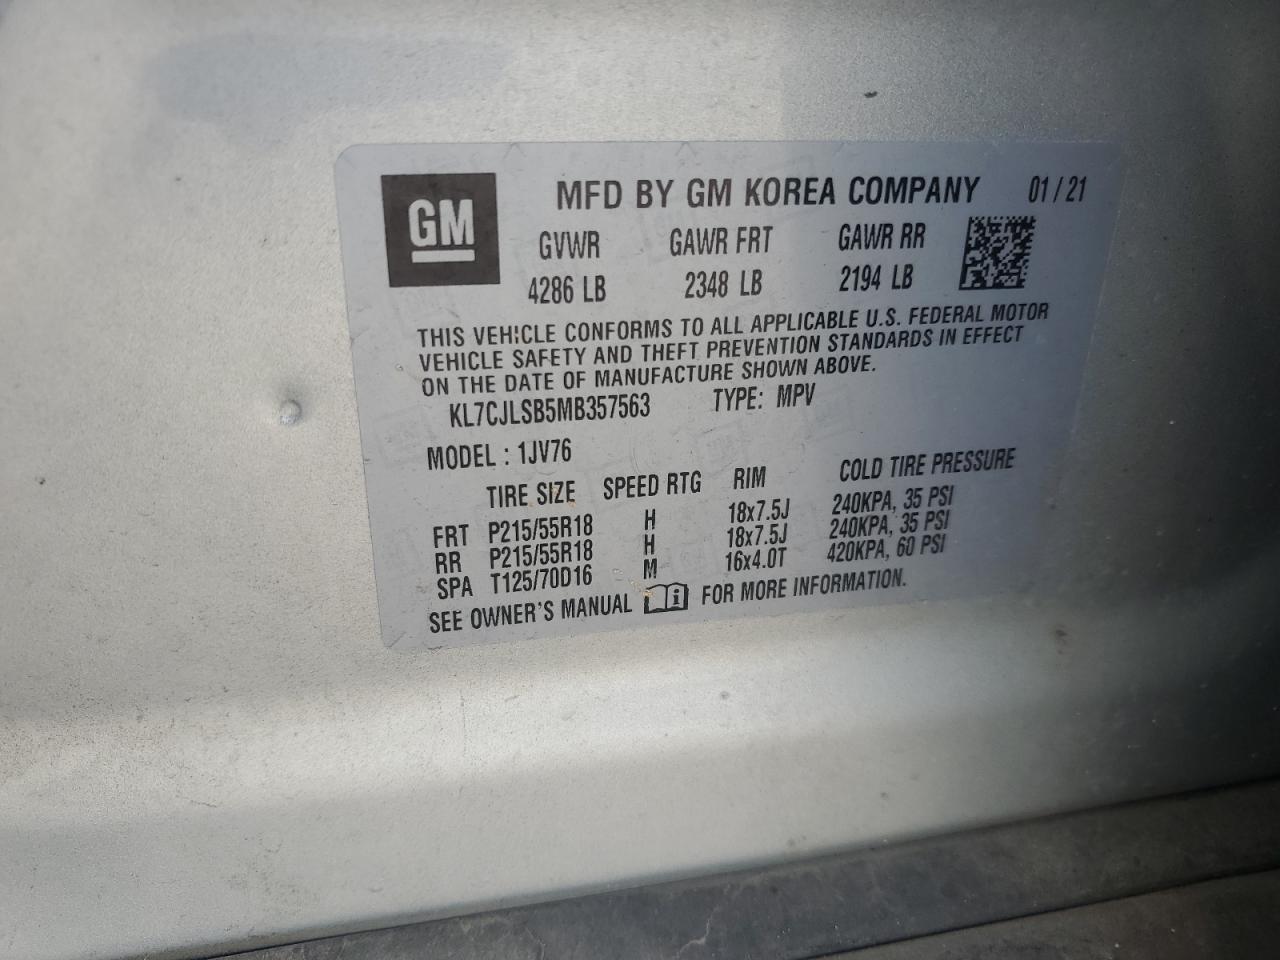 GM MFD BY GM KOREA COMPANY 01 / 21
GVWR GAWR FRT GAWR RR
4286 LB 2348 LB 2194 LB
THIS VEHICLE CONFORMS TO ALL APPLICABLE U.S. FEDERAL MOTOR
VEHICLE SAFETY AND THEFT PREVENTION STANDARDS IN EFFECT
ON THE DATE OF MANUFACTURE SHOWN ABOVE.
KL7CJLSB5MB357563 TYPE: MPV
MODEL : 1JV76
TIRE SIZE SPEED RTG RIM COLD TIRE PRESSURE
FRT P215/55R18 H 18x7.5J 240KPA, 35 PSI
RR P215/55R18 H 18x7.5J 240KPA, 35 PSI
SPA T125/70D16 M 16x4.0T 420KPA, 60 PSI
SEE OWNER'S MANUAL i FOR MORE INFORMATION.